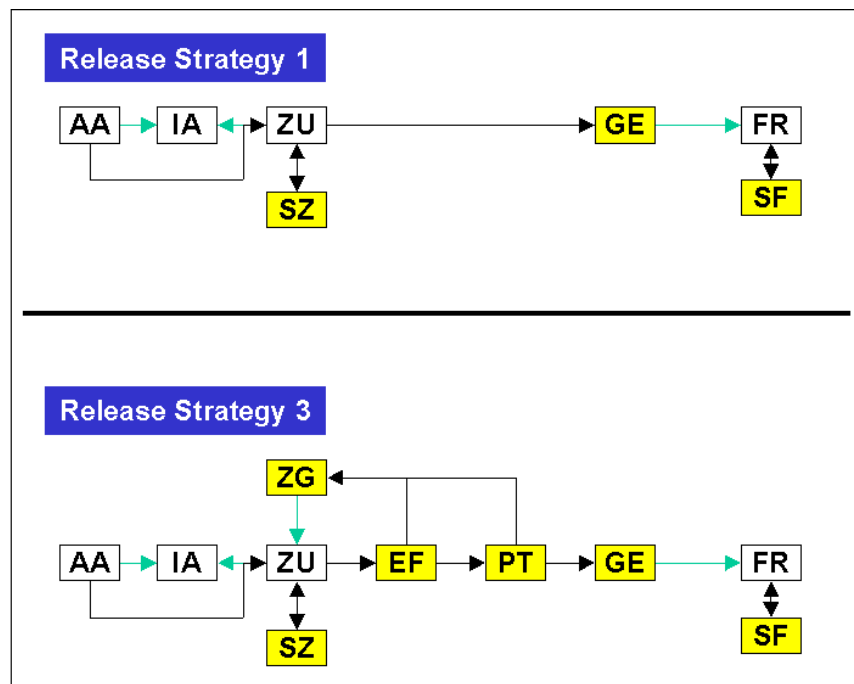 Release Strategy 1
AA IA ZU GE FR
SZ SF
Release Strategy 3
ZG
AA IA ZU EF PT GE FR
SZ SF